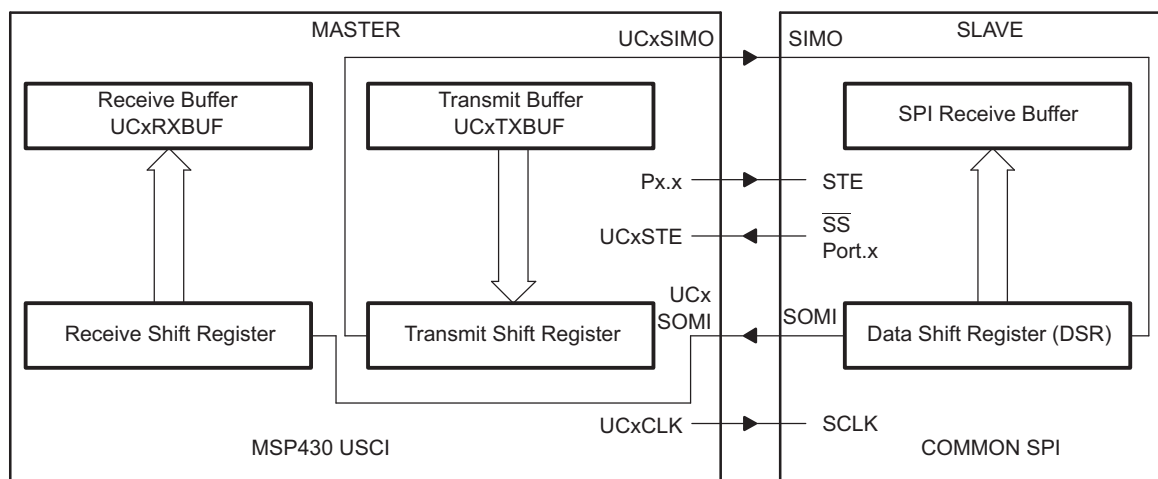 MASTER
UCxSIMO
SIMO
SLAVE
Receive Buffer
UCxRXBUF
Transmit Buffer
UCxTXBUF
SPI Receive Buffer
Px.x
STE
UCxSTE
SS
Port.x
UCx
SOMI
SOMI
Receive Shift Register
Transmit Shift Register
Data Shift Register (DSR)
UCxCLK
SCLK
MSP430 USCI
COMMON SPI